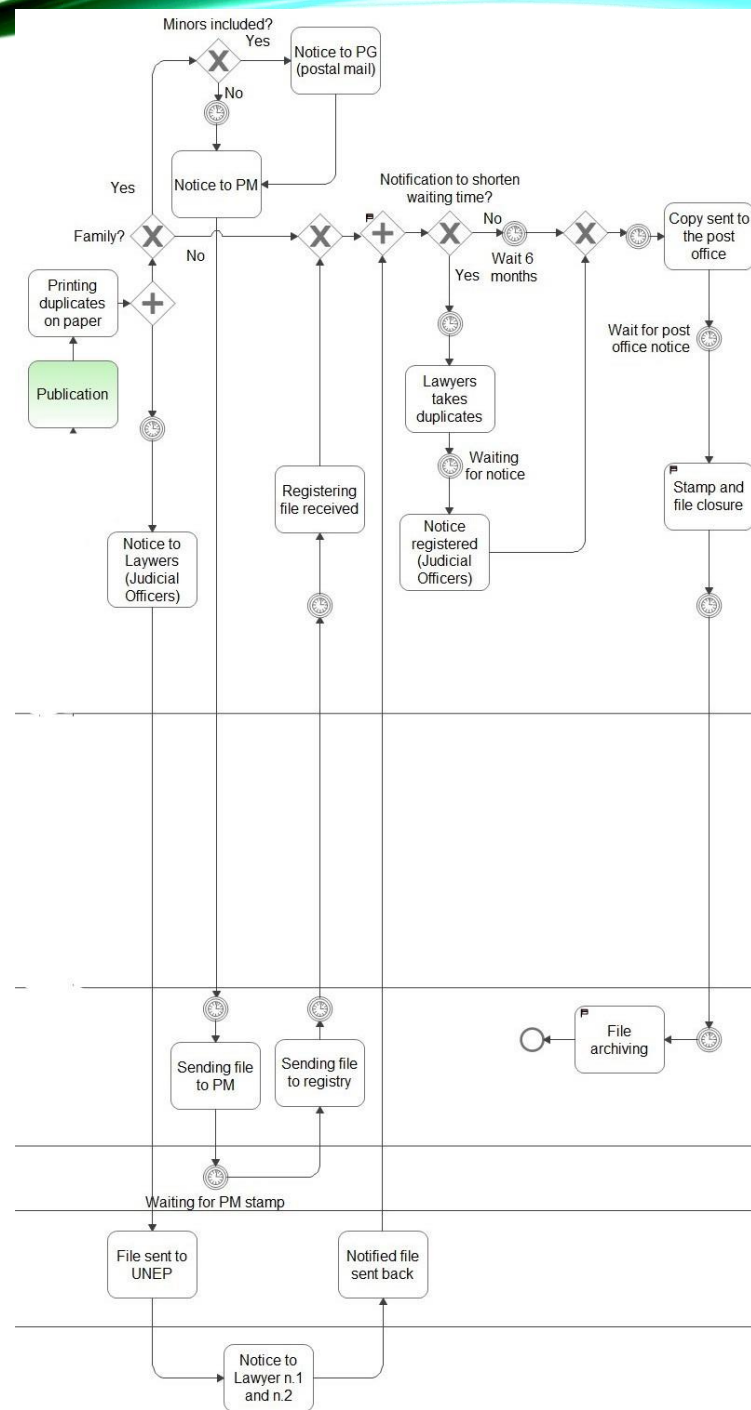 Minors included?
Yes
Notice to PG
(postal mail)
No
Notice to PM
Notification to shorten
waiting time?
Yes
Family?
No
No
Wait 6
months
Copy sent to
the post
office
Printing
duplicates
on paper
Yes
Wait for post
office notice
Publication
Lawyers
takes
duplicates
Waiting
for notice
Registering
file received
Stamp and
file closure
Notice to
Laywers
(Judicial
Officers)
Notice
registered
(Judicial
Officers)
Sending file
to PM
Sending file
to registry
File
archiving
Waiting for PM stamp
File sent to
UNEP
Notified file
sent back
Notice to
Lawyer n.1
and n.2